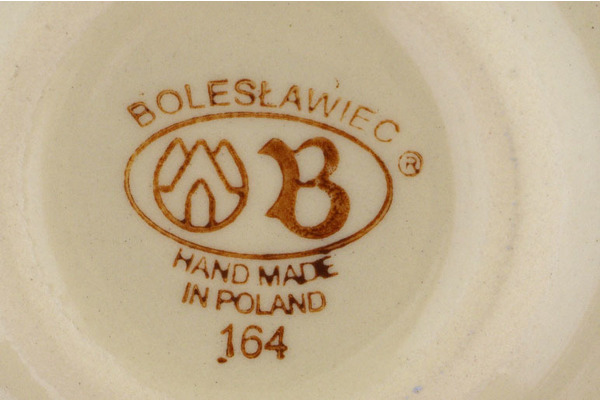 BOLESŁAWIEC
B ®
HAND MADE
IN POLAND
164